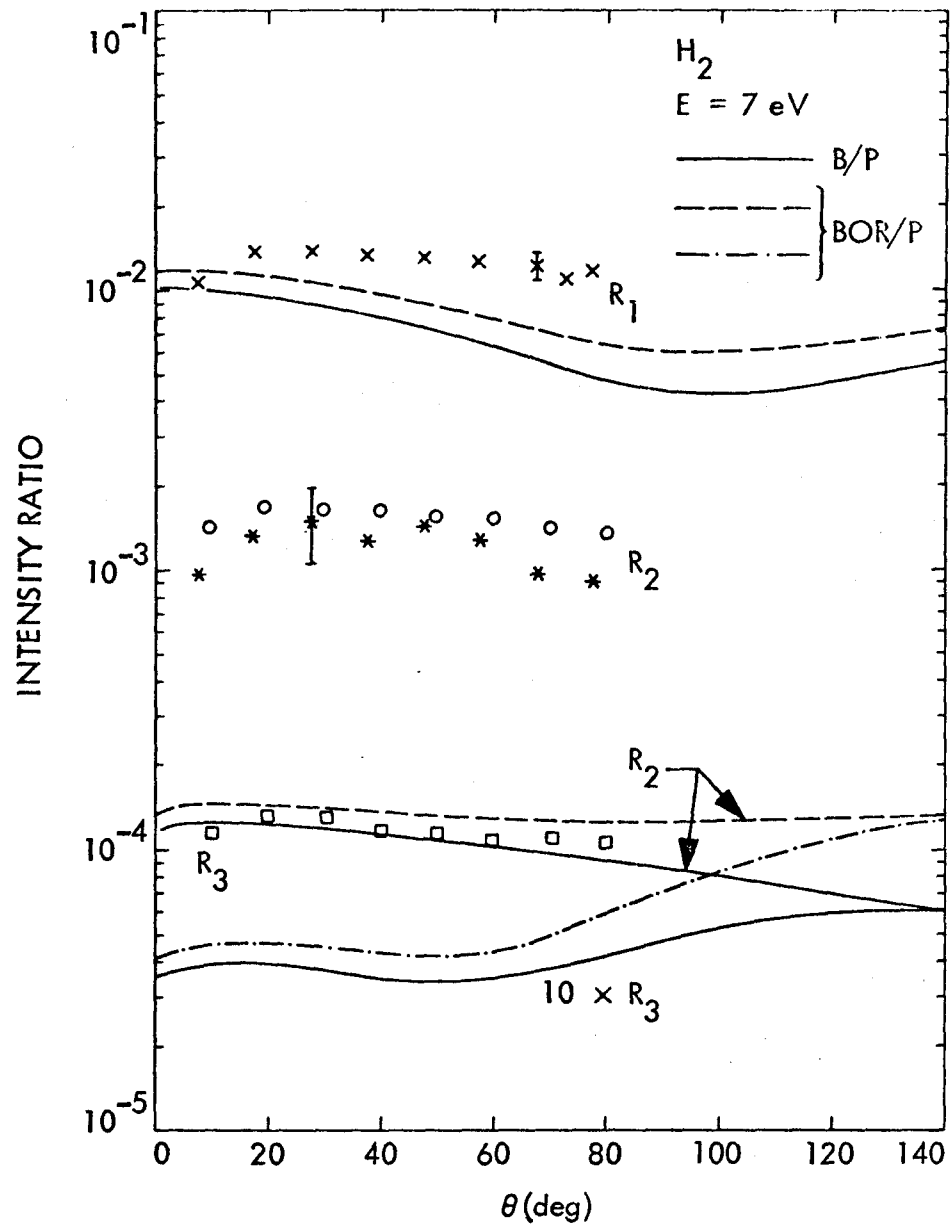 H2
E = 7 eV
B/P
BOR/P
10^-1
10^-2
10^-3
10^-4
10^-5
R1
R2
R2
R3
10 × R3
INTENSITY RATIO
0 20 40 60 80 100 120 140
θ (deg)